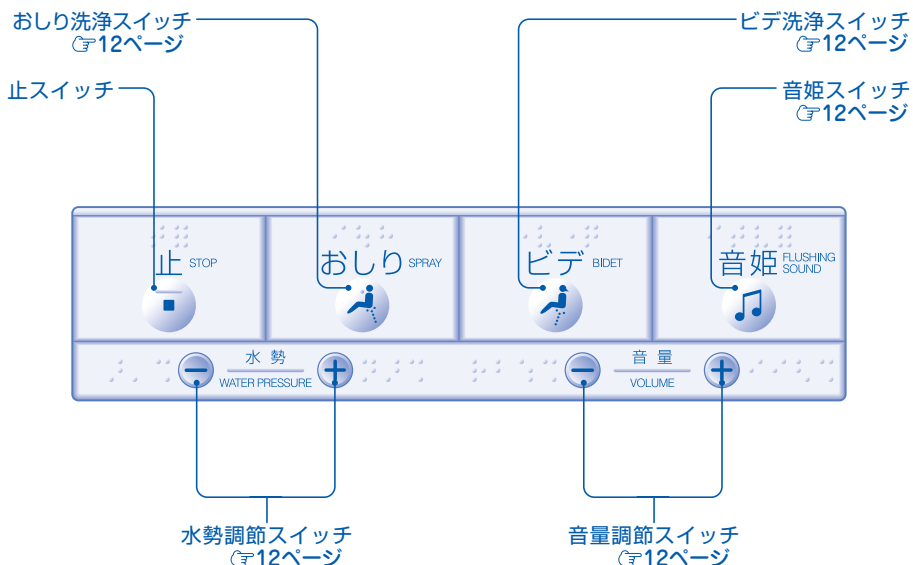 おしり洗浄スイッチ
☞12ページ
ビデ洗浄スイッチ
☞12ページ
止スイッチ
音姫スイッチ
☞12ページ
止 STOP
おしり SPRAY
ビデ BIDET
音姫 FLUSHING SOUND
水勢
WATER PRESSURE
音量
VOLUME
水勢調節スイッチ
☞12ページ
音量調節スイッチ
☞12ページ